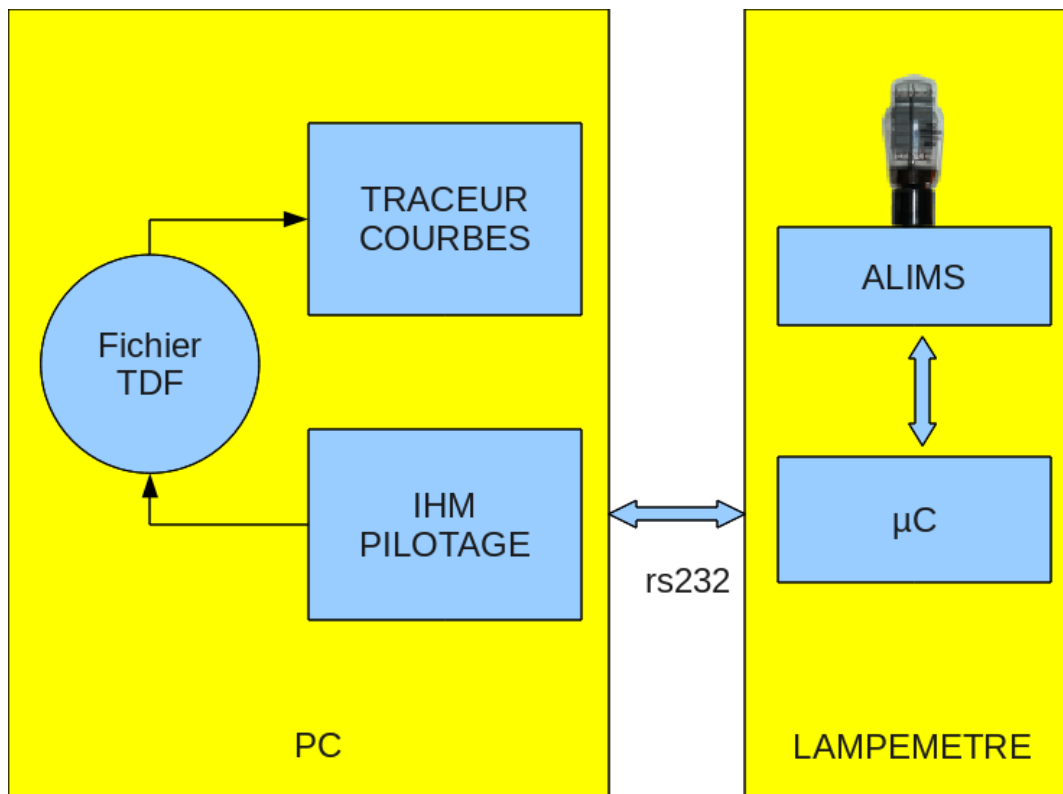 TRACEUR
COURBES
Fichier
TDF
IHM
PILOTAGE
PC
rs232
ALIMS
µC
LAMPEMETRE